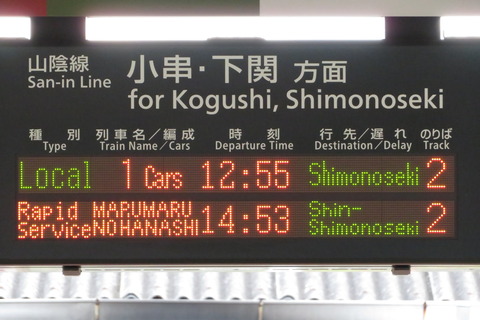 山陰線 小串・下関 方面
San-in Line for Kogushi, Shimonoseki
種別 列車名／編成 時刻 行先／遅れ のりば
Type Train Name / Cars Departure Time Destination / Delay Track
Local 1 Cars 12:55 Shimonoseki 2
Rapid Service MARUMARU NO HANASHI 14:53 Shin-Shimonoseki 2